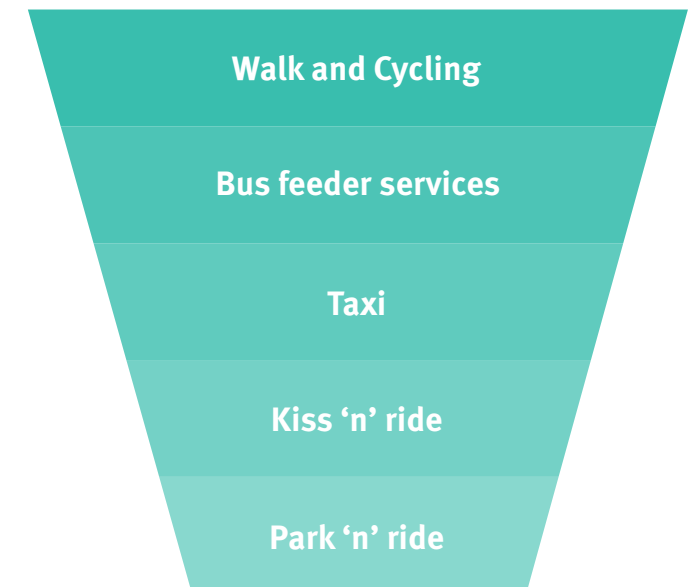 Walk and Cycling
Bus feeder services
Taxi
Kiss ‘n’ ride
Park ‘n’ ride